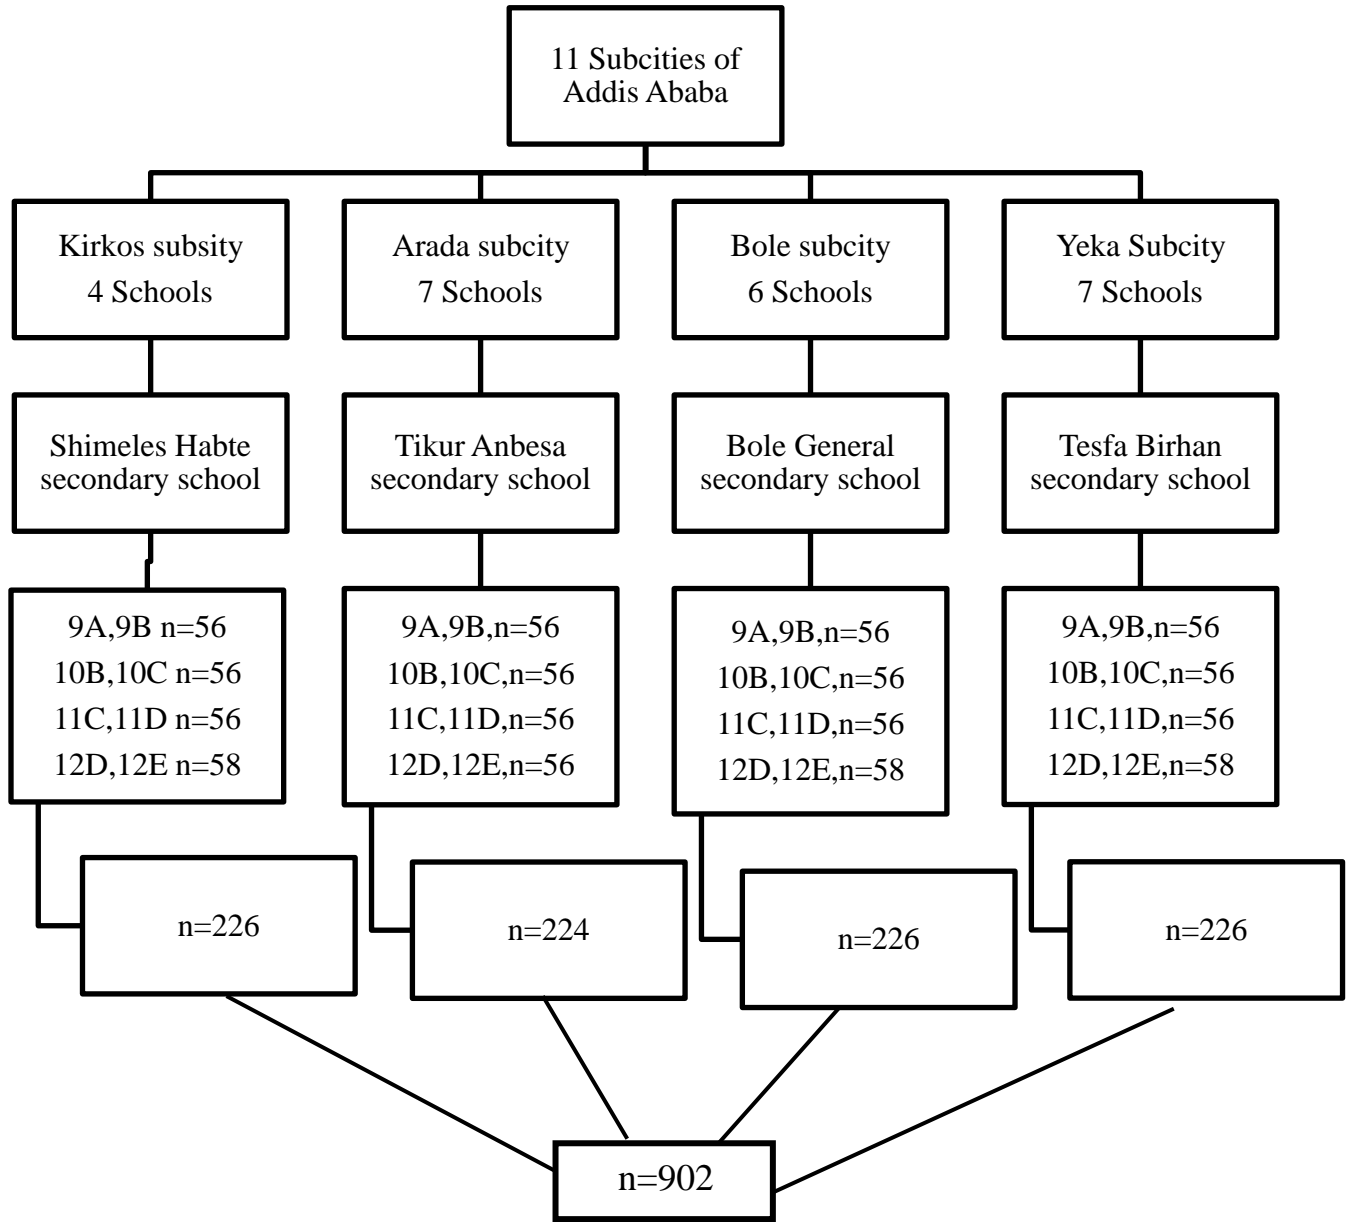 11 Subcities of
Addis Ababa
Kirkos subsity
4 Schools
Arada subcity
7 Schools
Bole subcity
6 Schools
Yeka Subcity
7 Schools
Shimeles Habte
secondary school
Tikur Anbesa
secondary school
Bole General
secondary school
Tesfa Birhan
secondary school
9A,9B n=56
10B,10C n=56
11C,11D n=56
12D,12E n=58
9A,9B,n=56
10B,10C,n=56
11C,11D,n=56
12D,12E,n=56
9A,9B,n=56
10B,10C,n=56
11C,11D,n=56
12D,12E,n=58
9A,9B,n=56
10B,10C,n=56
11C,11D,n=56
12D,12E,n=58
n=226
n=224
n=226
n=226
n=902